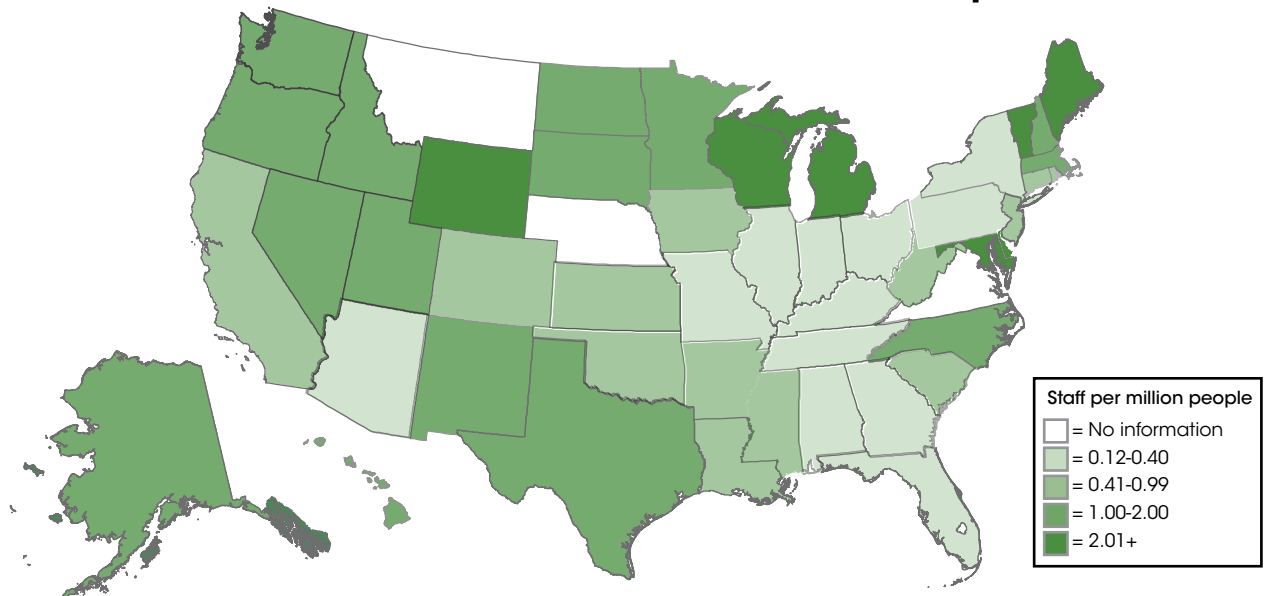 Staff per million people
= No information
= 0.12-0.40
= 0.41-0.99
= 1.00-2.00
= 2.01+